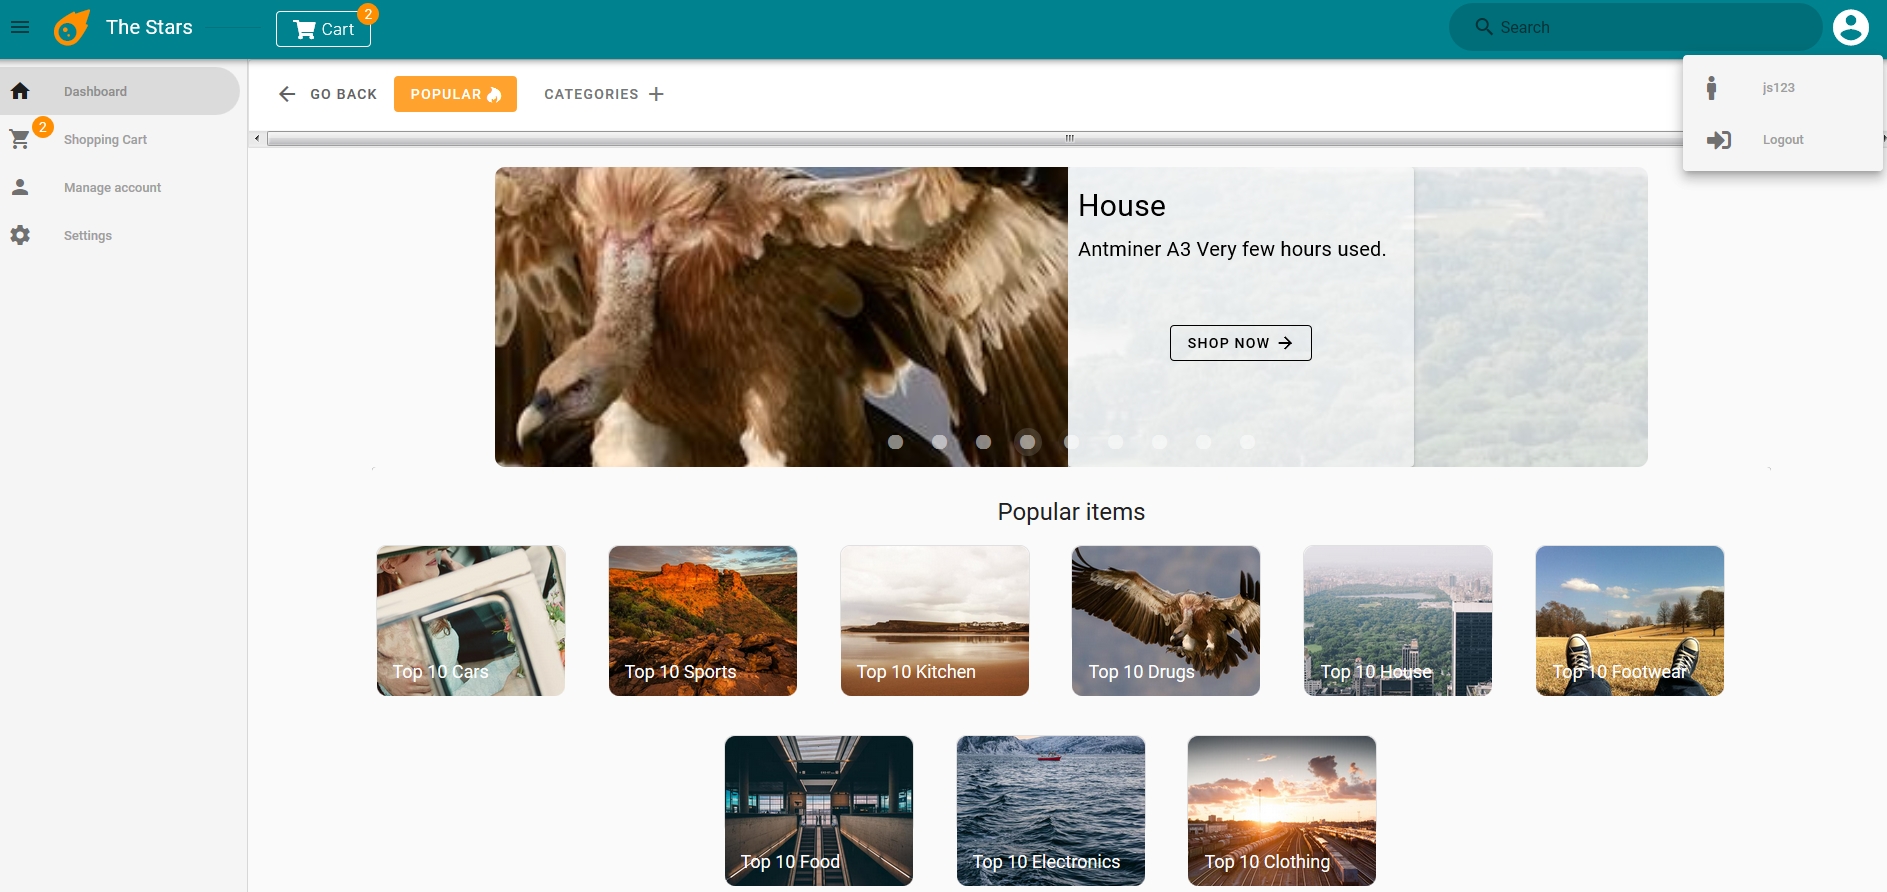 The Stars
Cart
2
Search
Dashboard
2
Shopping Cart
Manage account
Settings
GO BACK
POPULAR
CATEGORIES
js123
Logout
House
Antminer A3 Very few hours used.
SHOP NOW
Popular items
Top 10 Cars
Top 10 Sports
Top 10 Kitchen
Top 10 Drugs
Top 10 House
Top 10 Footwear
Top 10 Food
Top 10 Electronics
Top 10 Clothing